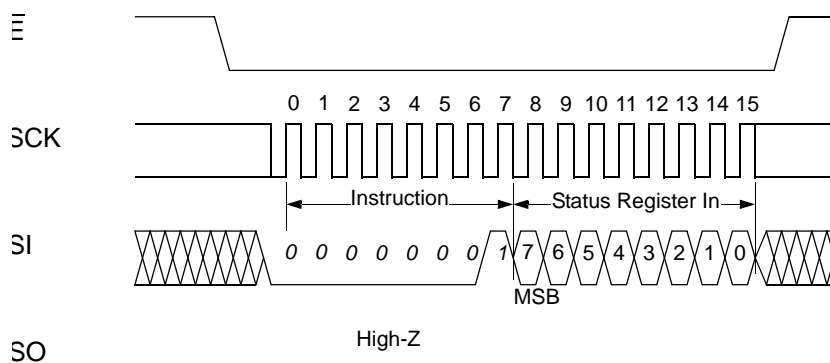 E
0 1 2 3 4 5 6 7 8 9 10 11 12 13 14 15
SCK
Instruction
Status Register In
SI
0 0 0 0 0 0 0 1 7 6 5 4 3 2 1 0
MSB
High-Z
SO